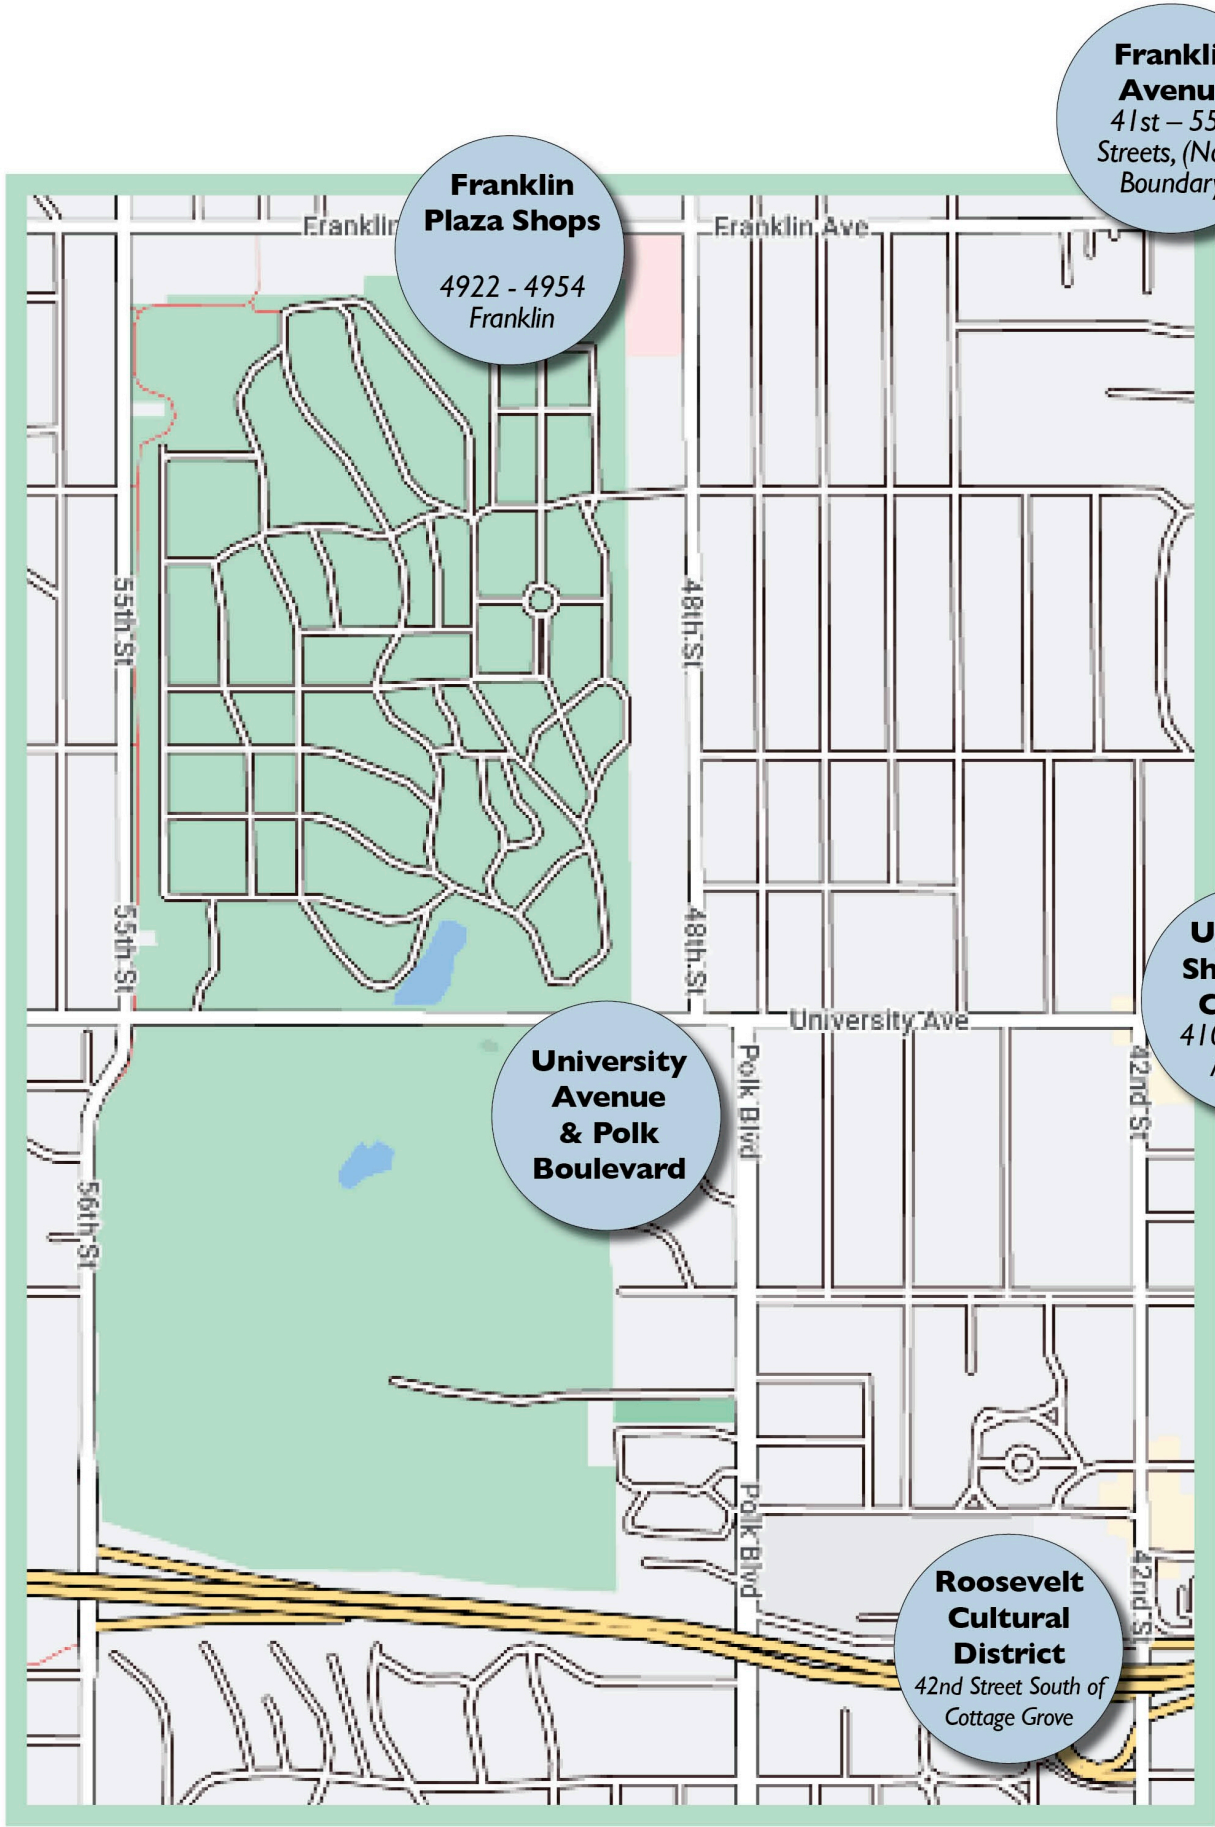 Franklin
Plaza Shops
4922 - 4954
Franklin
41st –
Streets,
Franklin Ave
55th St
48th St
55th St
48th St
University Ave
University
Avenue
& Polk
Boulevard
Polk Blvd
42nd St
56th St
Polk Blvd
42nd St
Roosevelt
Cultural
District
42nd Street South of
Cottage Grove